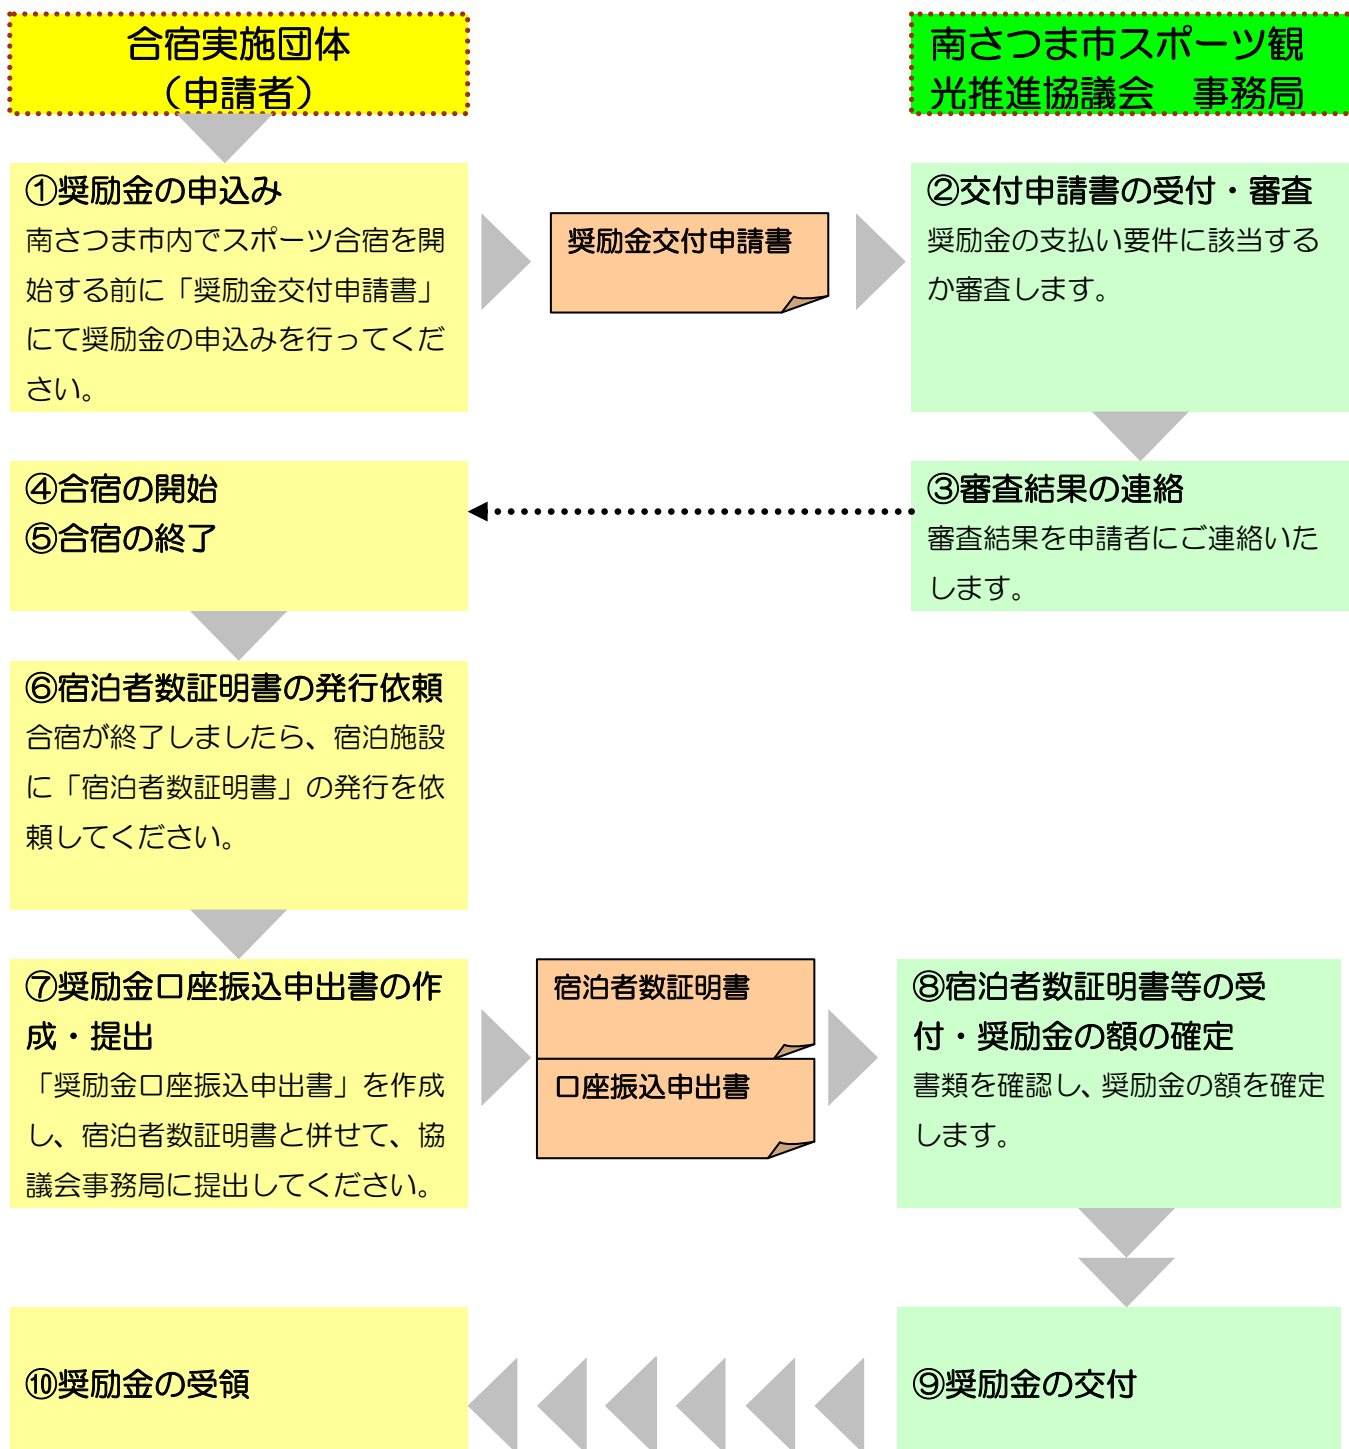 合宿実施団体
（申請者）
南さつま市スポーツ観
光推進協議会　事務局
①奨励金の申込み
南さつま市内でスポーツ合宿を開
始する前に「奨励金交付申請書」
にて奨励金の申込みを行ってくだ
さい。
奨励金交付申請書
②交付申請書の受付・審査
奨励金の支払い要件に該当する
か審査します。
③審査結果の連絡
審査結果を申請者にご連絡いた
します。
④合宿の開始
⑤合宿の終了
⑥宿泊者数証明書の発行依頼
合宿が終了しましたら、宿泊施設
に「宿泊者数証明書」の発行を依
頼してください。
⑦奨励金口座振込申出書の作
成・提出
「奨励金口座振込申出書」を作成
し、宿泊者数証明書と併せて、協
議会事務局に提出してください。
宿泊者数証明書
口座振込申出書
⑧宿泊者数証明書等の受
付・奨励金の額の確定
書類を確認し、奨励金の額を確定
します。
⑨奨励金の交付
⑩奨励金の受領